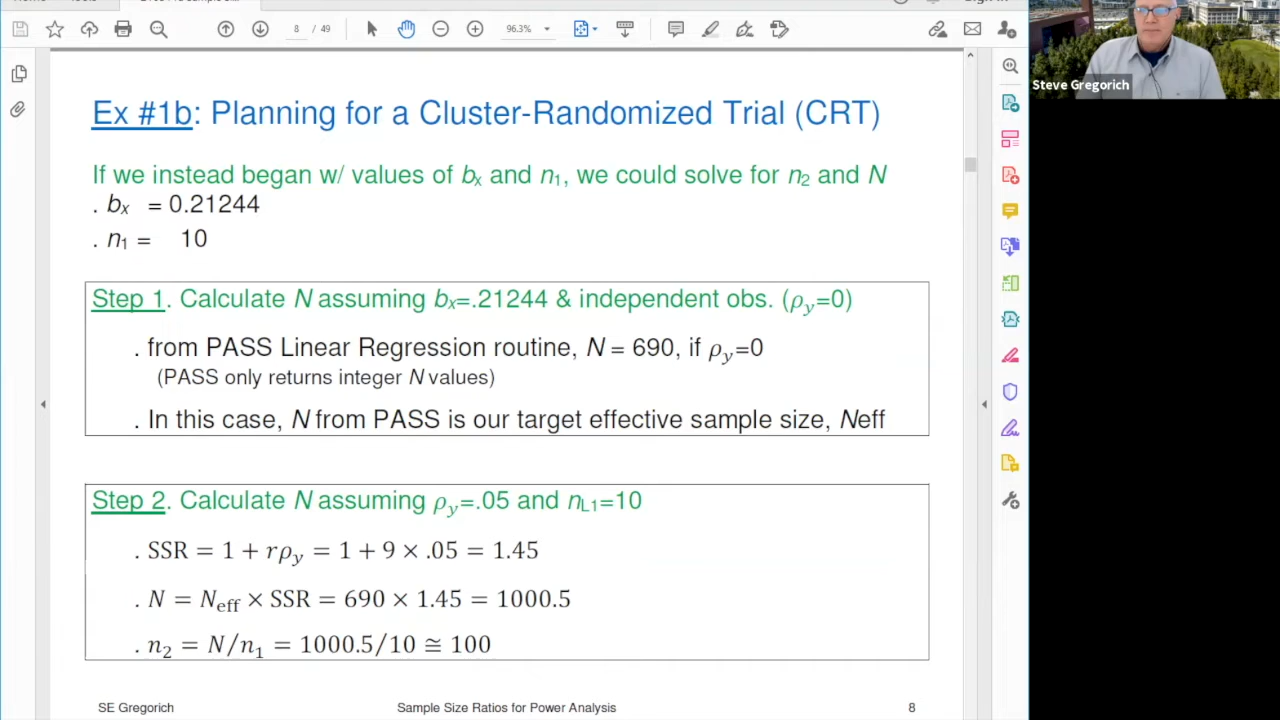 8 / 49
96.3%
Steve Gregorich
Ex #1b: Planning for a Cluster-Randomized Trial (CRT)
If we instead began w/ values of bₓ and n₁, we could solve for n₂ and N
. bₓ = 0.21244
. n₁ = 10
Step 1. Calculate N assuming bₓ=.21244 & independent obs. (ρᵧ=0)
. from PASS Linear Regression routine, N = 690, if ρᵧ=0
(PASS only returns integer N values)
. In this case, N from PASS is our target effective sample size, Neff
Step 2. Calculate N assuming ρᵧ=.05 and nL1=10
. SSR = 1 + rρᵧ = 1 + 9 × .05 = 1.45
. N = Neff × SSR = 690 × 1.45 = 1000.5
. n₂ = N/n₁ = 1000.5/10 ≅ 100
SE Gregorich Sample Size Ratios for Power Analysis 8